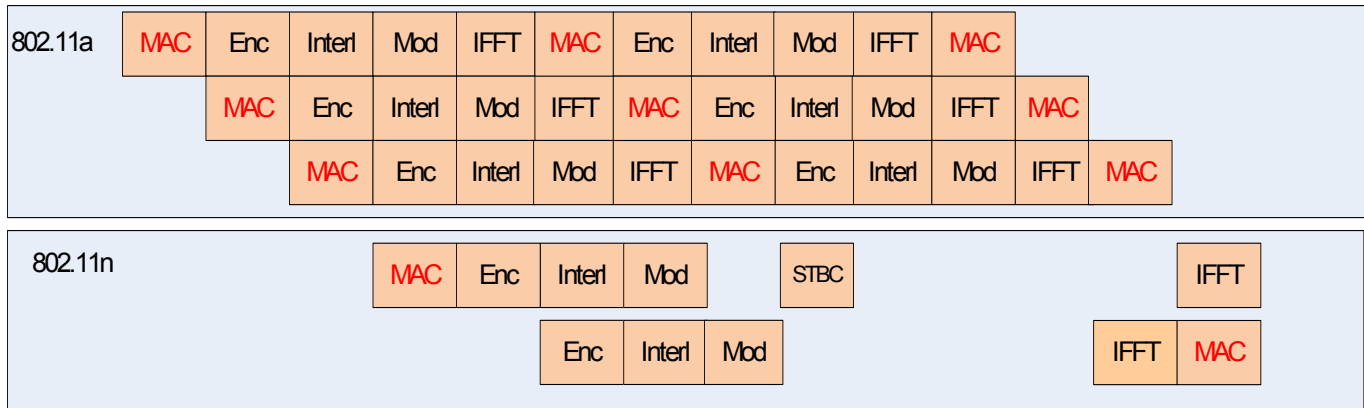 802.11a MAC Enc Interl Mod IFFT MAC Enc Interl Mod IFFT MAC
MAC Enc Interl Mod IFFT MAC Enc Interl Mod IFFT MAC
MAC Enc Interl Mod IFFT MAC Enc Interl Mod IFFT MAC
802.11n MAC Enc Interl Mod STBC IFFT
Enc Interl Mod IFFT MAC